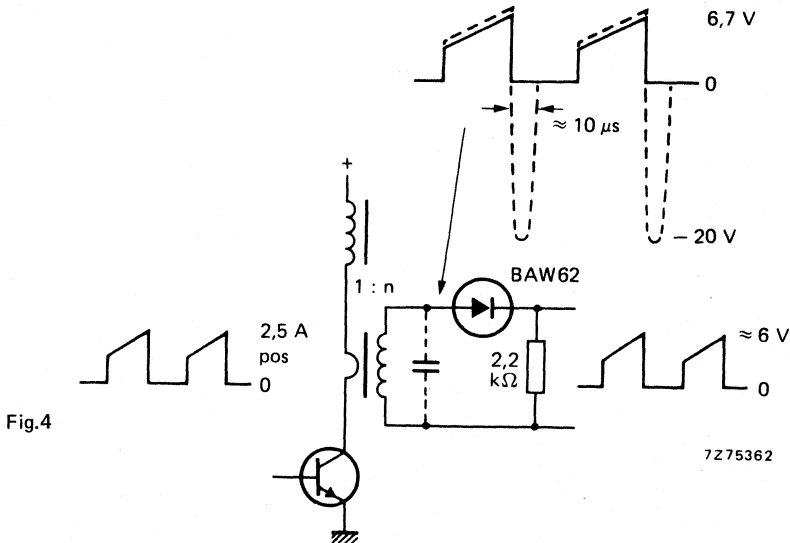 6,7 V
0
≈ 10 μs
− 20 V
+
BAW62
1 : n
2,5 A
pos
0
2,2
kΩ
≈ 6 V
0
Fig.4
7Z75362